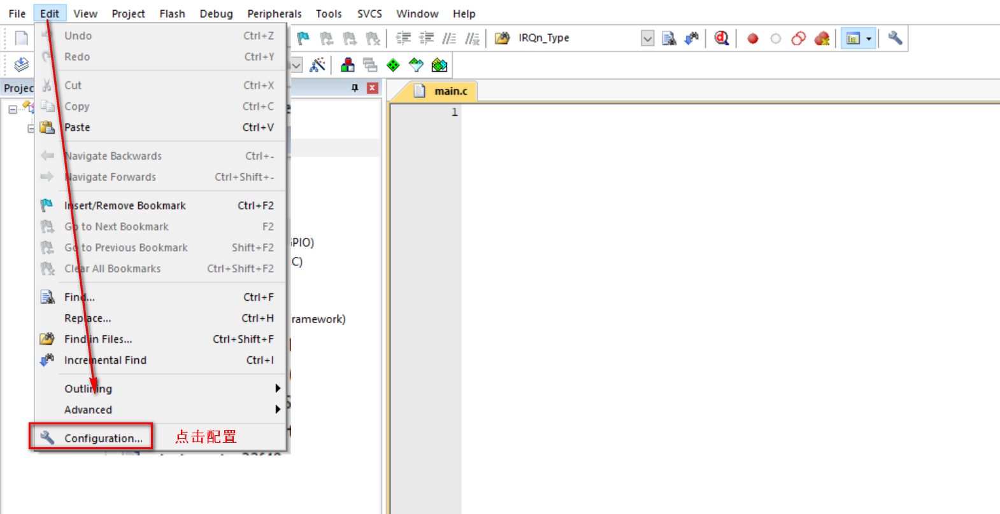 File Edit View Project Flash Debug Peripherals Tools SVCS Window Help
IRQn_Type
Projec
main.c
1
Undo Ctrl+Z
Redo Ctrl+Y
Cut Ctrl+X
Copy Ctrl+C
Paste Ctrl+V
Navigate Backwards Ctrl+-
Navigate Forwards Ctrl+Shift+-
Insert/Remove Bookmark Ctrl+F2
Go to Next Bookmark F2
Go to Previous Bookmark Shift+F2
Clear All Bookmarks Ctrl+Shift+F2
Find... Ctrl+F
Replace... Ctrl+H
Find in Files... Ctrl+Shift+F
Incremental Find Ctrl+I
Outlining
Advanced
Configuration... 点击配置
PIO)
C)
ramework)